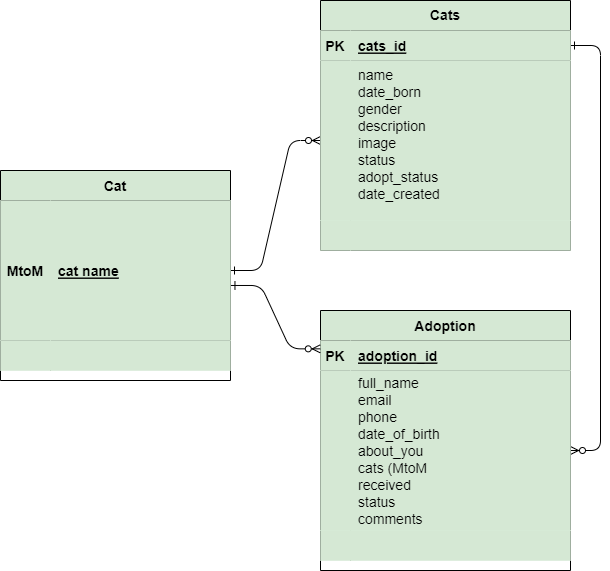 Cats
PK cats_id
name
date_born
gender
description
image
status
adopt_status
date_created
Cat
MtoM cat name
Adoption
PK adoption_id
full_name
email
phone
date_of_birth
about_you
cats (MtoM
received
status
comments